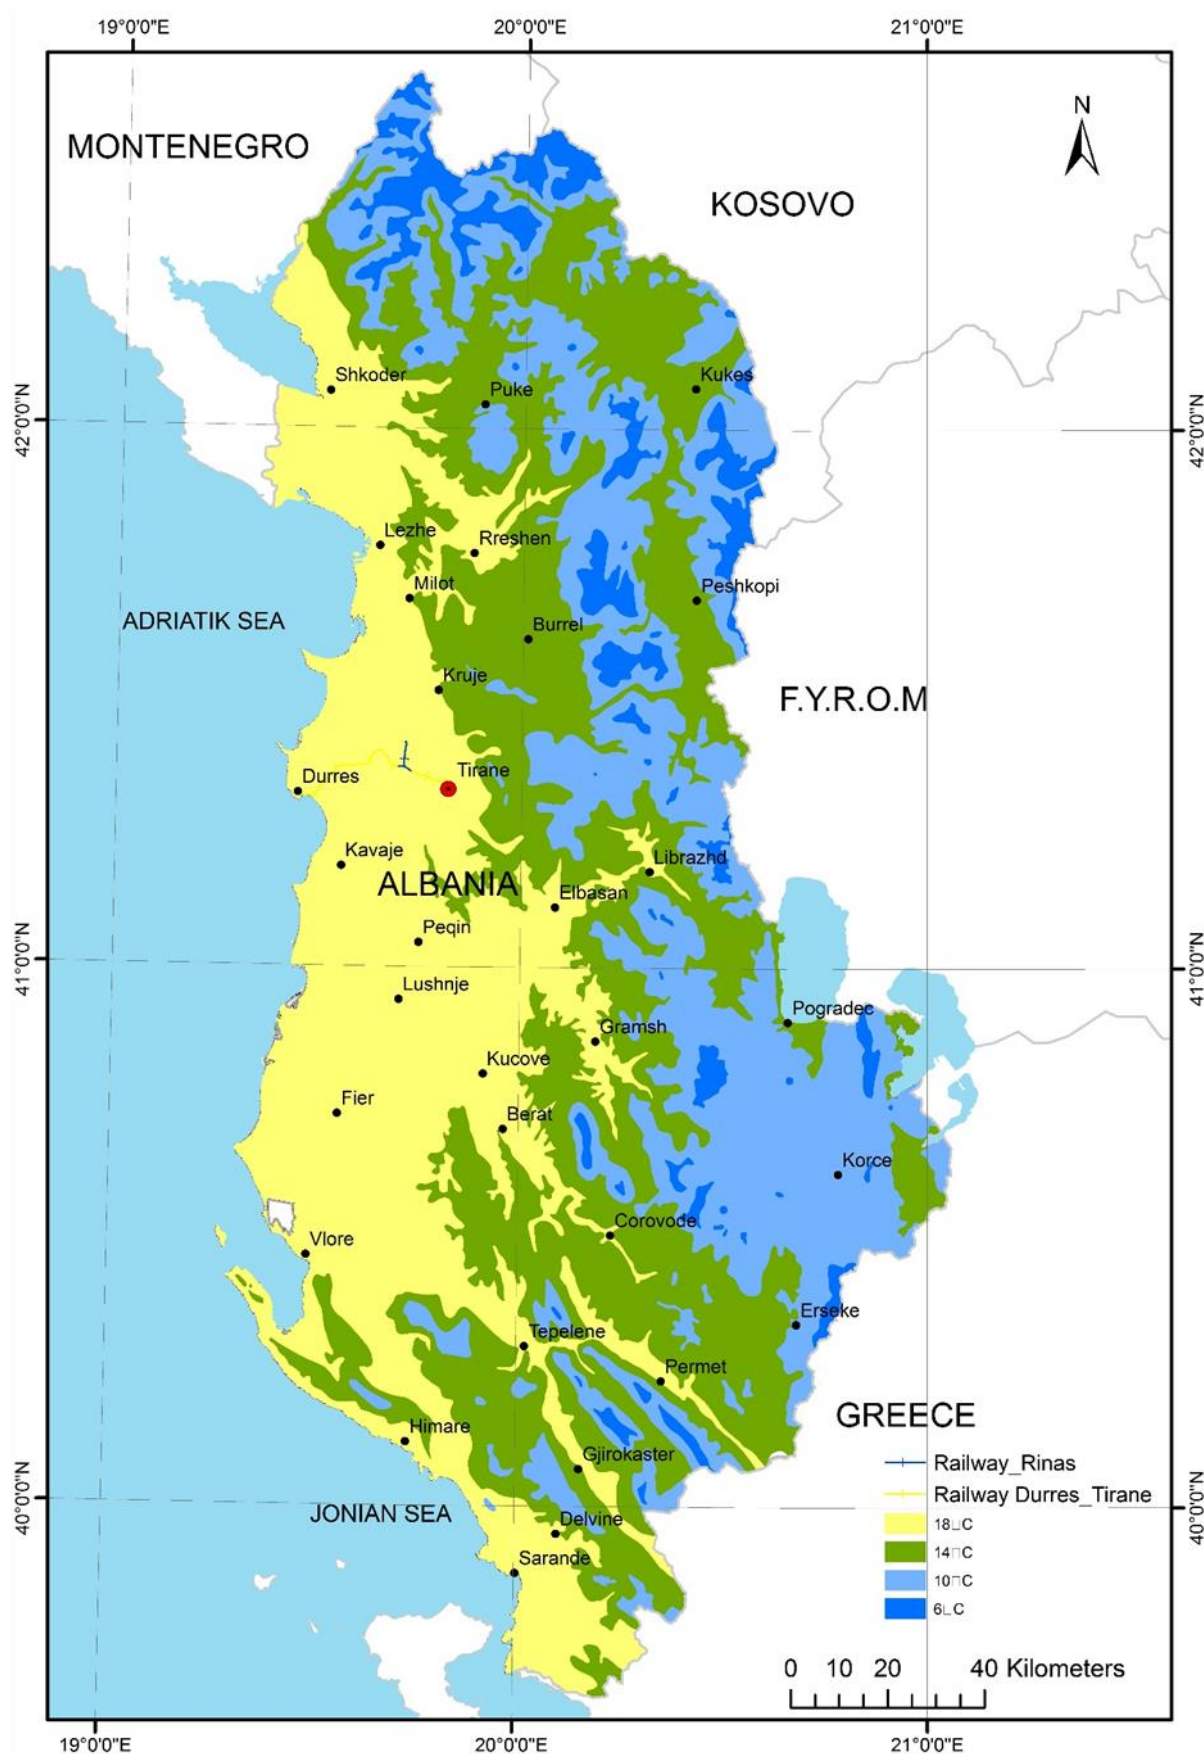 19°0'0"E
20°0'0"E
21°0'0"E
N
MONTENEGRO
KOSOVO
Shkoder
Kukes
Puke
42°0'0"N
42°0'0"N
Lezhe
Rreshen
Milot
Peshkopi
ADRIATIK SEA
Burrel
Kruje
F.Y.R.O.M
Tirane
Durres
Kavaje
Librazhd
ALBANIA
Elbasan
Peqin
41°0'0"N
41°0'0"N
Lushnje
Pogradec
Gramsh
Kucove
Fier
Berat
Korce
Corovode
Vlore
Erseke
Tepelene
Permet
GREECE
Himare
Gjirokaster
Railway_Rinas
Railway Durres_Tirane
40°0'0"N
40°0'0"N
JONIAN SEA
Delvine
18□C
14□C
Sarande
10□C
6□C
0 10 20 40 Kilometers
19°0'0"E
20°0'0"E
21°0'0"E